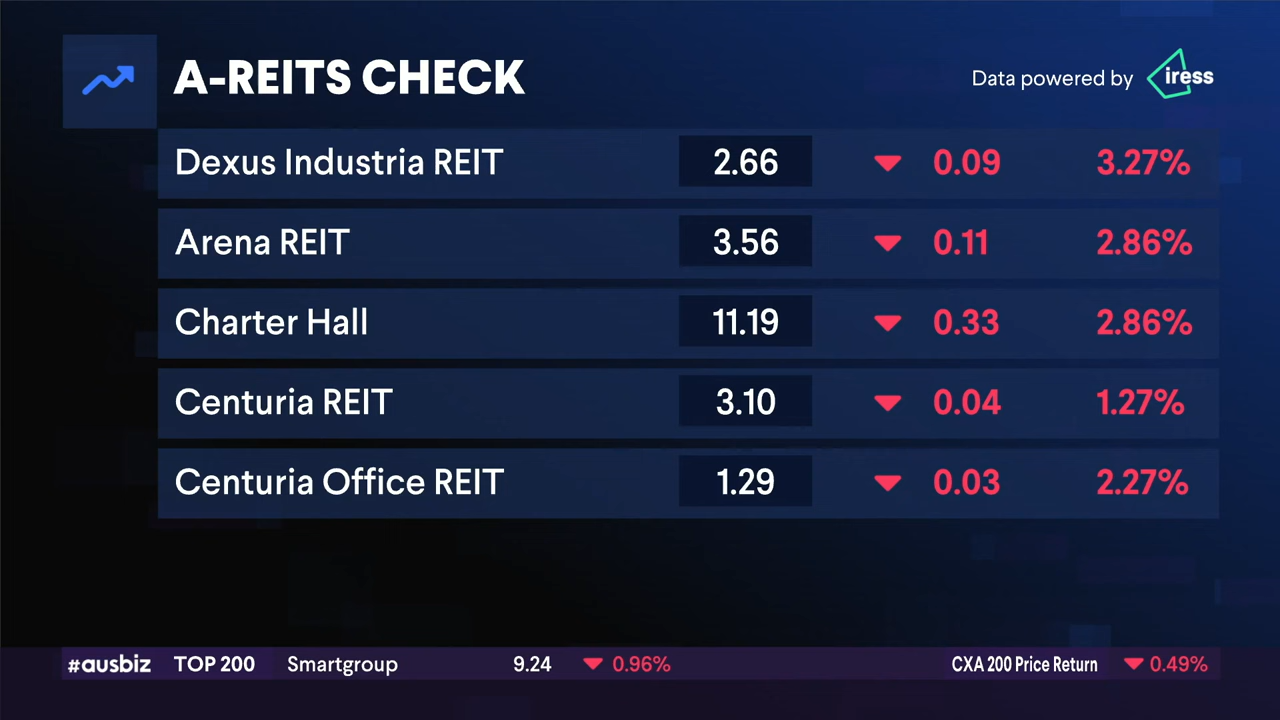 A-REITS CHECK
Data powered by iress
Dexus Industria REIT 2.66 0.09 3.27%
Arena REIT 3.56 0.11 2.86%
Charter Hall 11.19 0.33 2.86%
Centuria REIT 3.10 0.04 1.27%
Centuria Office REIT 1.29 0.03 2.27%
#ausbiz TOP 200 Smartgroup 9.24 0.96% CXA 200 Price Return 0.49%